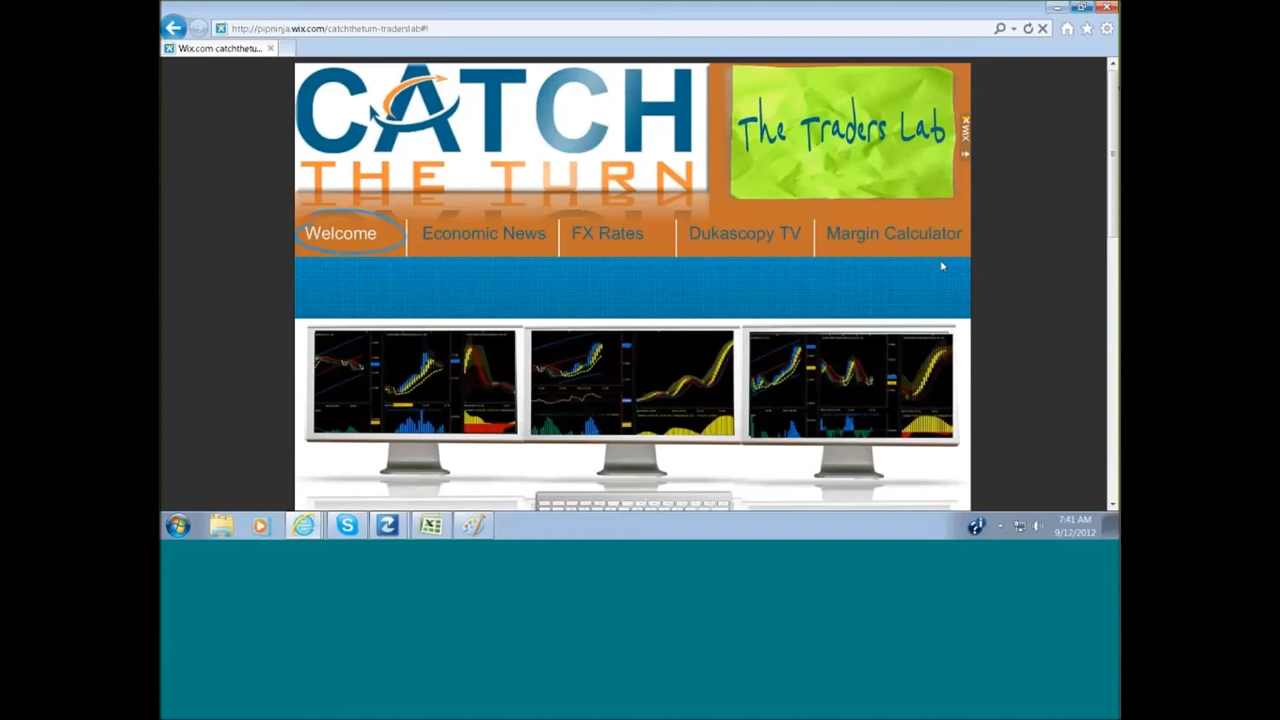 http://pipninja.wix.com/catchtheturn-traderslab#!
Wix.com catchthetu...
CATCH
THE TURN
The Traders Lab
WiX
Welcome
Economic News
FX Rates
Dukascopy TV
Margin Calculator
7:41 AM
9/12/2012